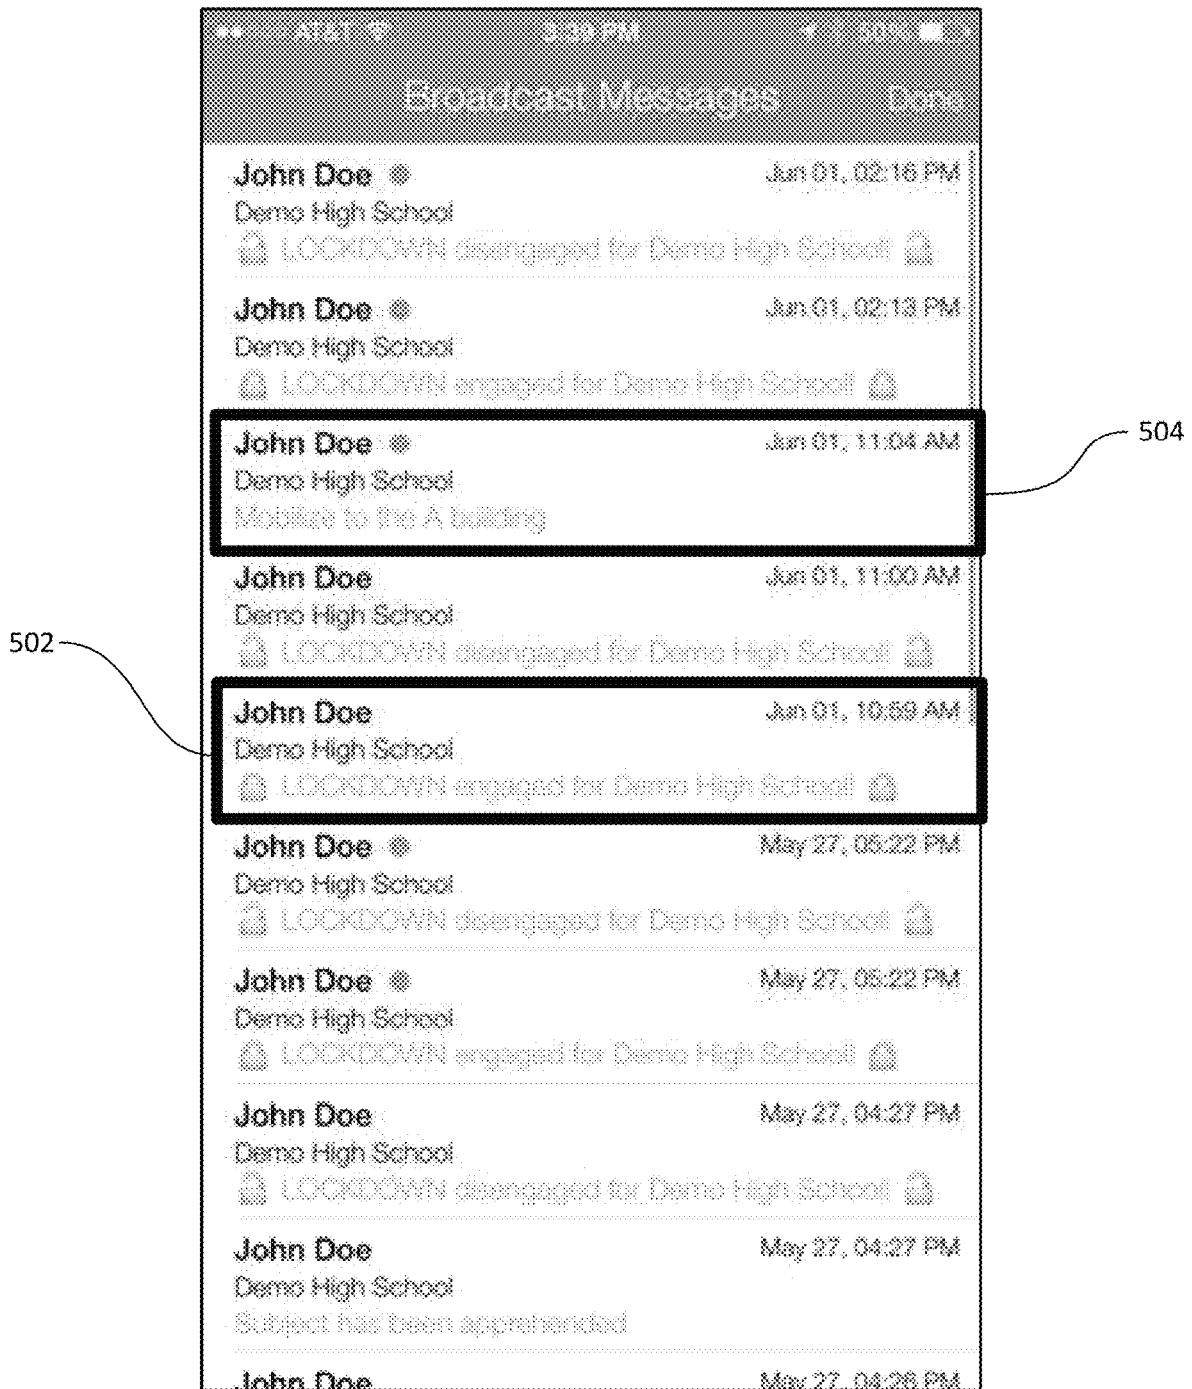 AT&T 3:39 PM 50%
Broadcast Messages Done
John Doe Jun 01, 02:16 PM
Demo High School
LOCKDOWN disengaged for Demo High School!
John Doe Jun 01, 02:13 PM
Demo High School
LOCKDOWN engaged for Demo High School!
John Doe Jun 01, 11:04 AM
504
Demo High School
Mobilize to the A building
John Doe Jun 01, 11:00 AM
Demo High School
502
LOCKDOWN disengaged for Demo High School!
John Doe Jun 01, 10:59 AM
Demo High School
LOCKDOWN engaged for Demo High School!
John Doe May 27, 05:22 PM
Demo High School
LOCKDOWN disengaged for Demo High School!
John Doe May 27, 05:22 PM
Demo High School
LOCKDOWN engaged for Demo High School!
John Doe May 27, 04:27 PM
Demo High School
LOCKDOWN disengaged for Demo High School!
John Doe May 27, 04:27 PM
Demo High School
Subject has been apprehended
John Doe May 27, 04:26 PM